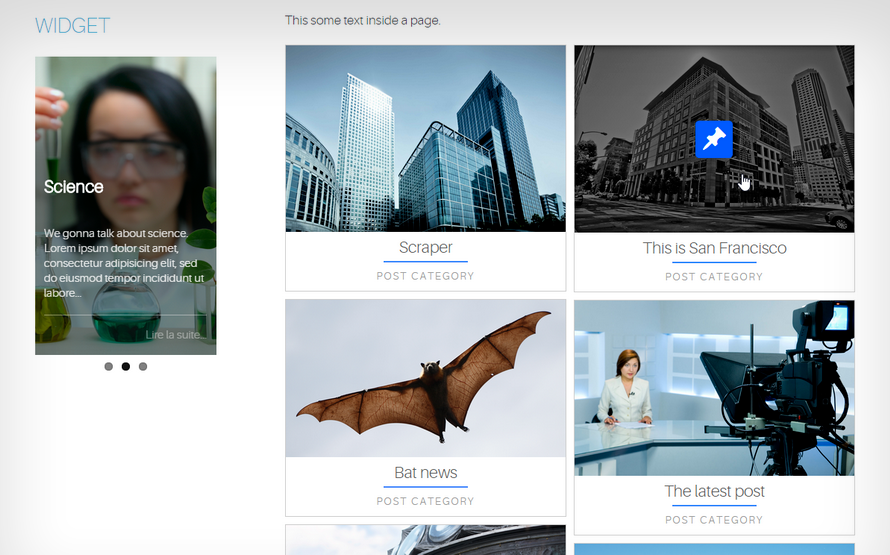 WIDGET
This some text inside a page.
Science
We gonna talk about science.
Lorem ipsum dolor sit amet,
consectetur adipisicing elit, sed
do eiusmod tempor incididunt ut
labore...
Lire la suite...
Scraper
POST CATEGORY
This is San Francisco
POST CATEGORY
Bat news
POST CATEGORY
The latest post
POST CATEGORY